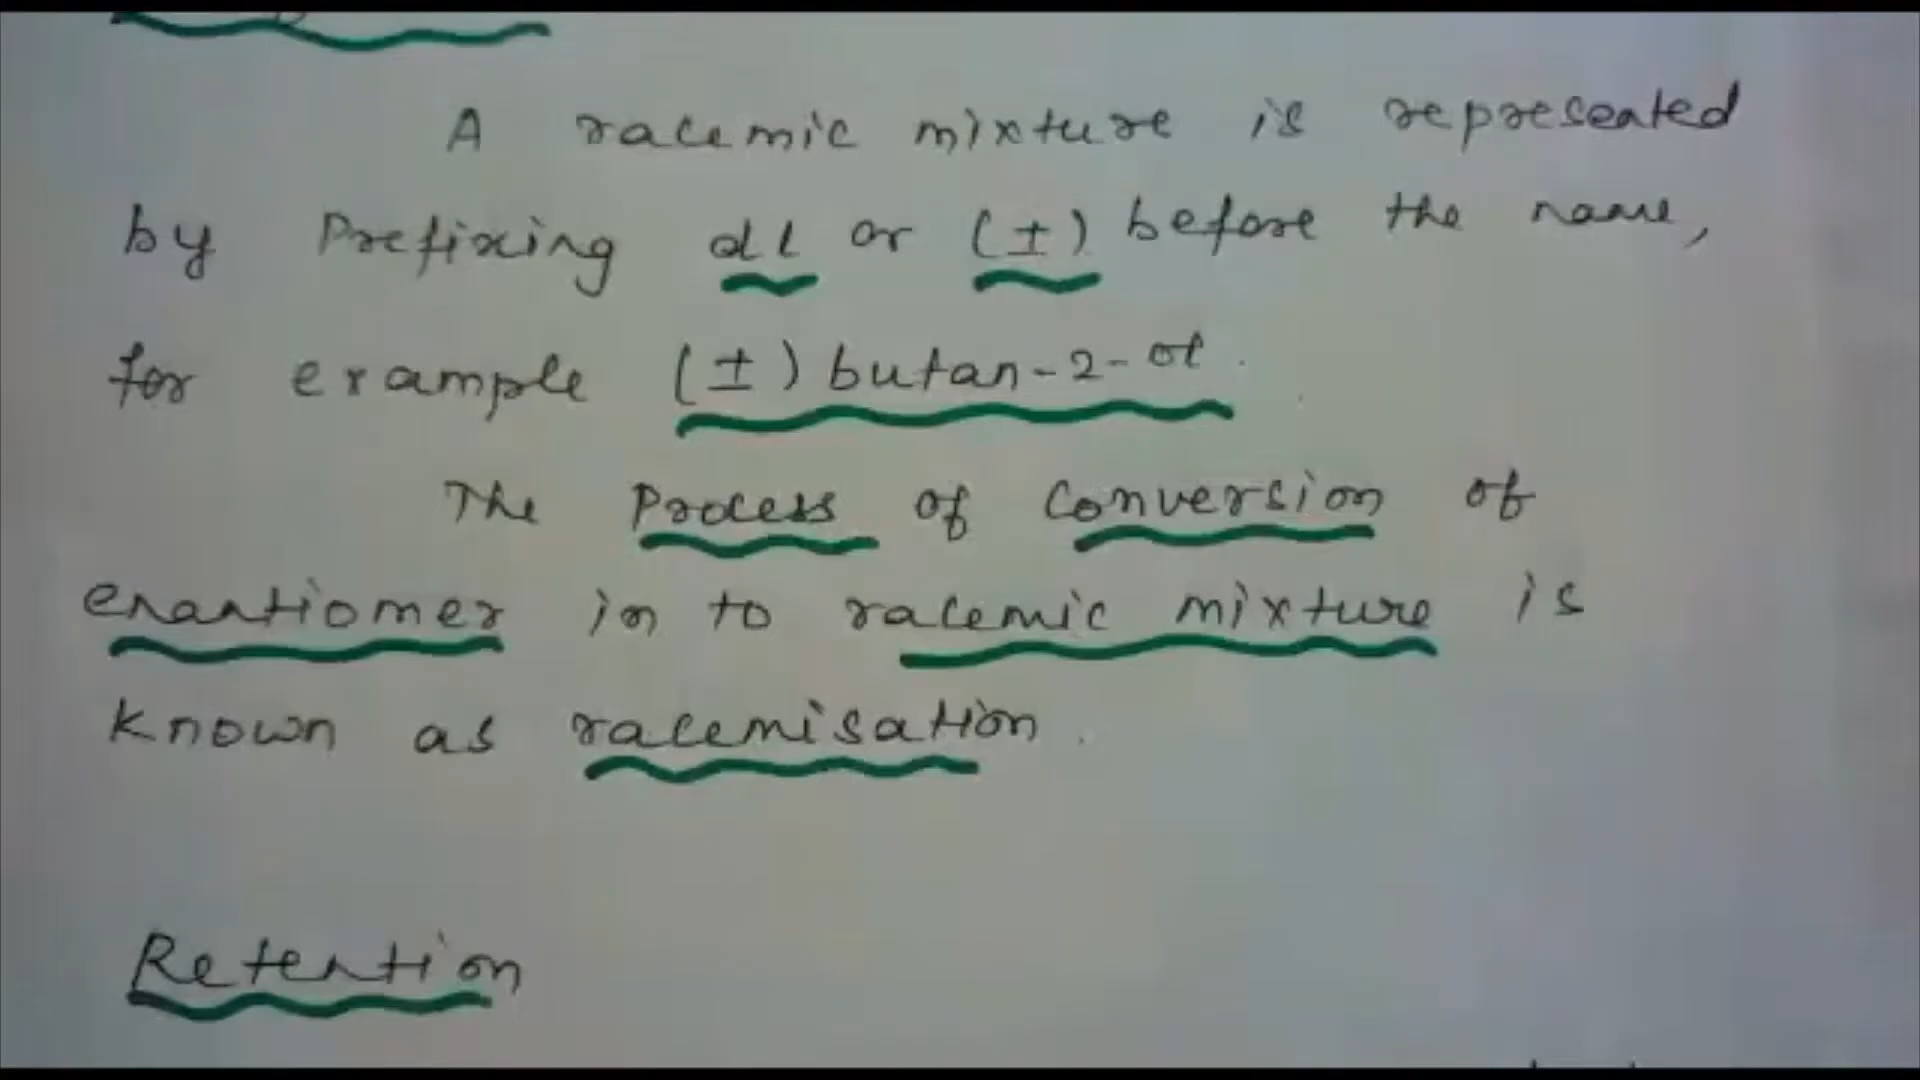 A racemic mixture is represented
by Prefixing dl or (±) before the name,
for example (±) butan-2-ol.
The Process of Conversion of
enantiomer in to racemic mixture is
known as racemisation.
Retention